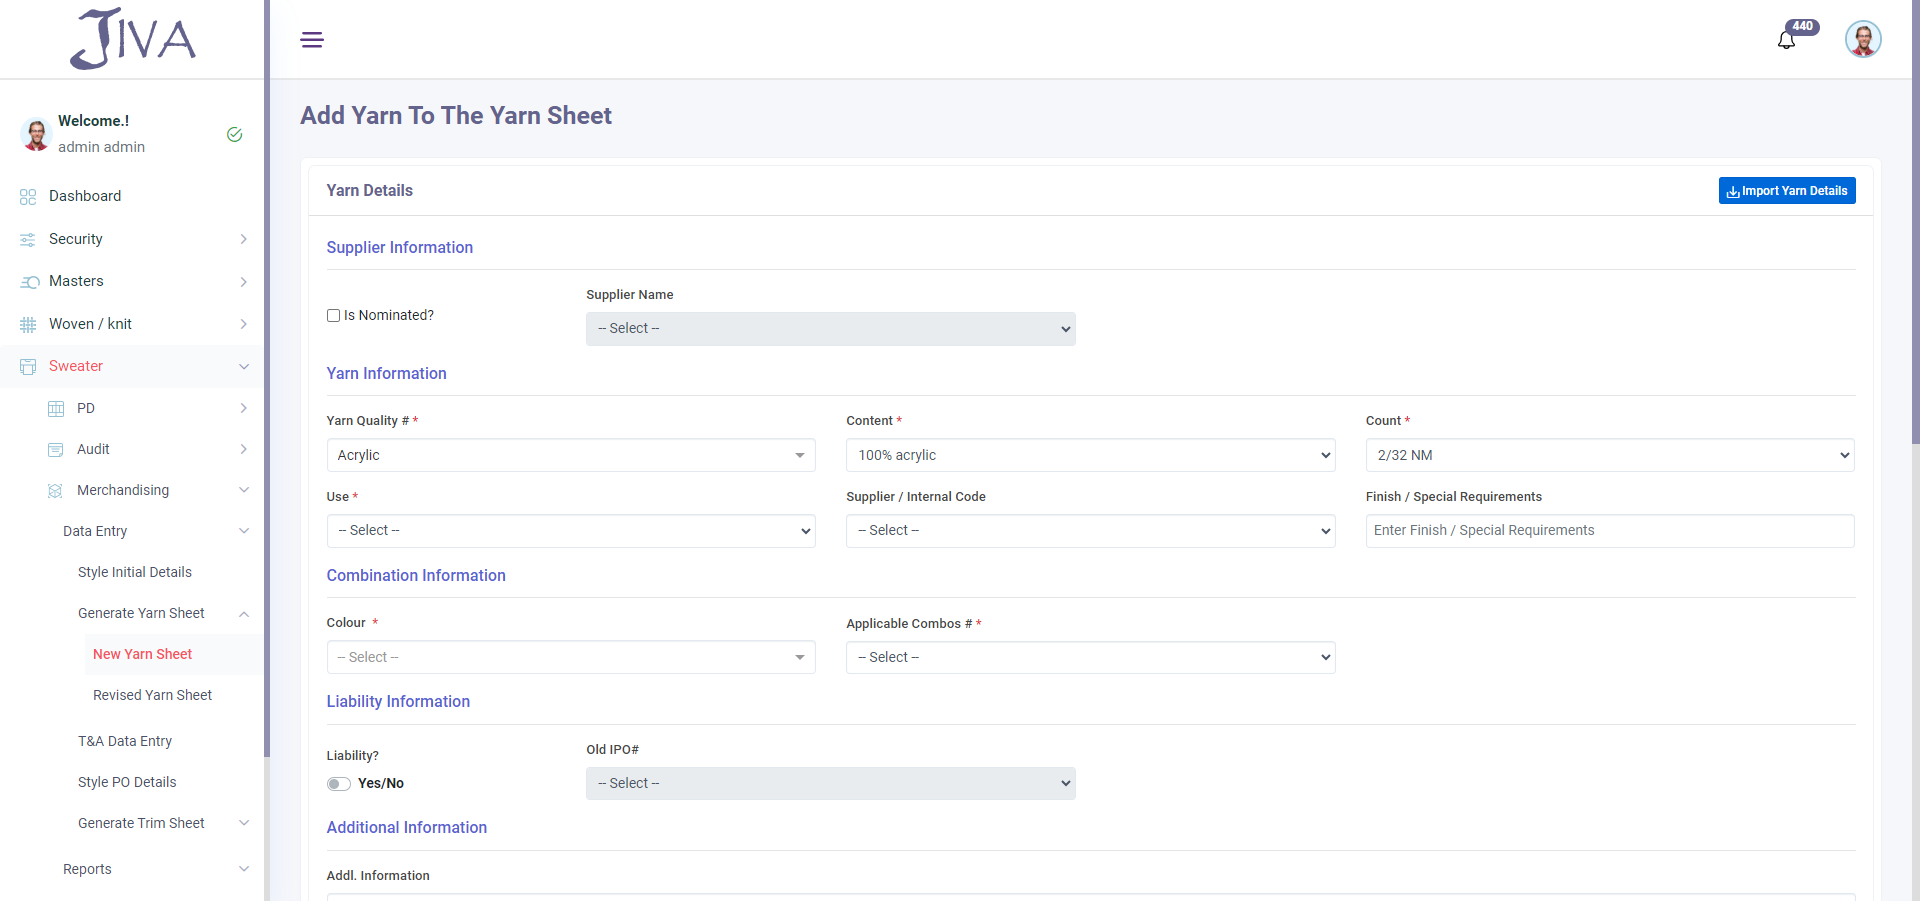 JIVA
440
Welcome.!
admin admin
Dashboard
Security
Masters
Woven / knit
Sweater
PD
Audit
Merchandising
Data Entry
Style Initial Details
Generate Yarn Sheet
New Yarn Sheet
Revised Yarn Sheet
T&A Data Entry
Style PO Details
Generate Trim Sheet
Reports
Add Yarn To The Yarn Sheet
Yarn Details
Import Yarn Details
Supplier Information
Is Nominated?
Supplier Name
-- Select --
Yarn Information
Yarn Quality # *
Content *
Count *
Acrylic
100% acrylic
2/32 NM
Use *
Supplier / Internal Code
Finish / Special Requirements
-- Select --
-- Select --
Enter Finish / Special Requirements
Combination Information
Colour *
Applicable Combos # *
-- Select --
-- Select --
Liability Information
Liability?
Yes/No
Old IPO#
-- Select --
Additional Information
Addl. Information